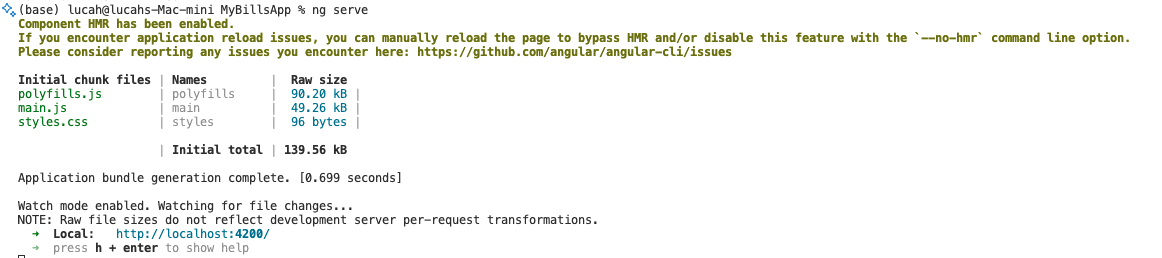 (base) lucah@lucahs-Mac-mini MyBillsApp % ng serve
Component HMR has been enabled.
If you encounter application reload issues, you can manually reload the page to bypass HMR and/or disable this feature with the `--no-hmr` command line option.
Please consider reporting any issues you encounter here: https://github.com/angular/angular-cli/issues
Initial chunk files | Names | Raw size
polyfills.js | polyfills | 90.20 kB |
main.js | main | 49.26 kB |
styles.css | styles | 96 bytes |
| Initial total | 139.56 kB
Application bundle generation complete. [0.699 seconds]
Watch mode enabled. Watching for file changes...
NOTE: Raw file sizes do not reflect development server per-request transformations.
➜ Local: http://localhost:4200/
➜ press h + enter to show help